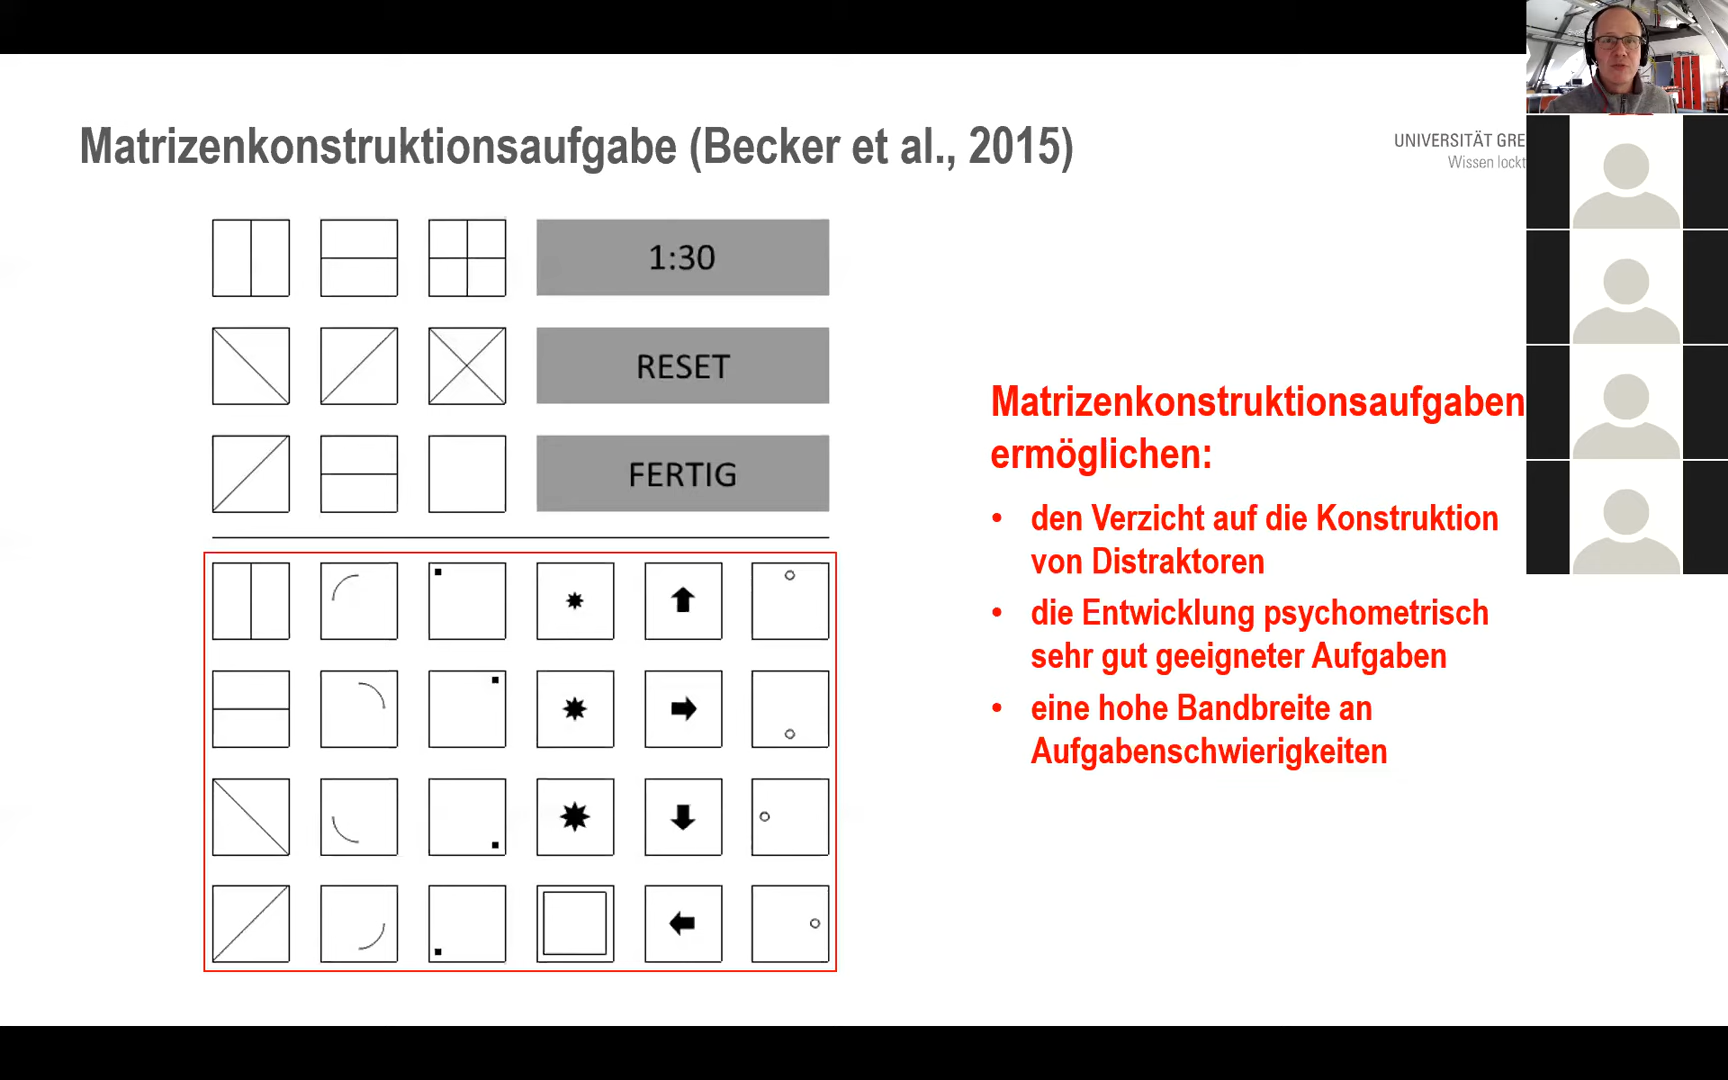 Matrizenkonstruktionsaufgabe (Becker et al., 2015)
UNIVERSITÄT GRE
Wissen lockt
1:30
RESET
FERTIG
Matrizenkonstruktionsaufgaben
ermöglichen:
• den Verzicht auf die Konstruktion
von Distraktoren
• die Entwicklung psychometrisch
sehr gut geeigneter Aufgaben
• eine hohe Bandbreite an
Aufgabenschwierigkeiten